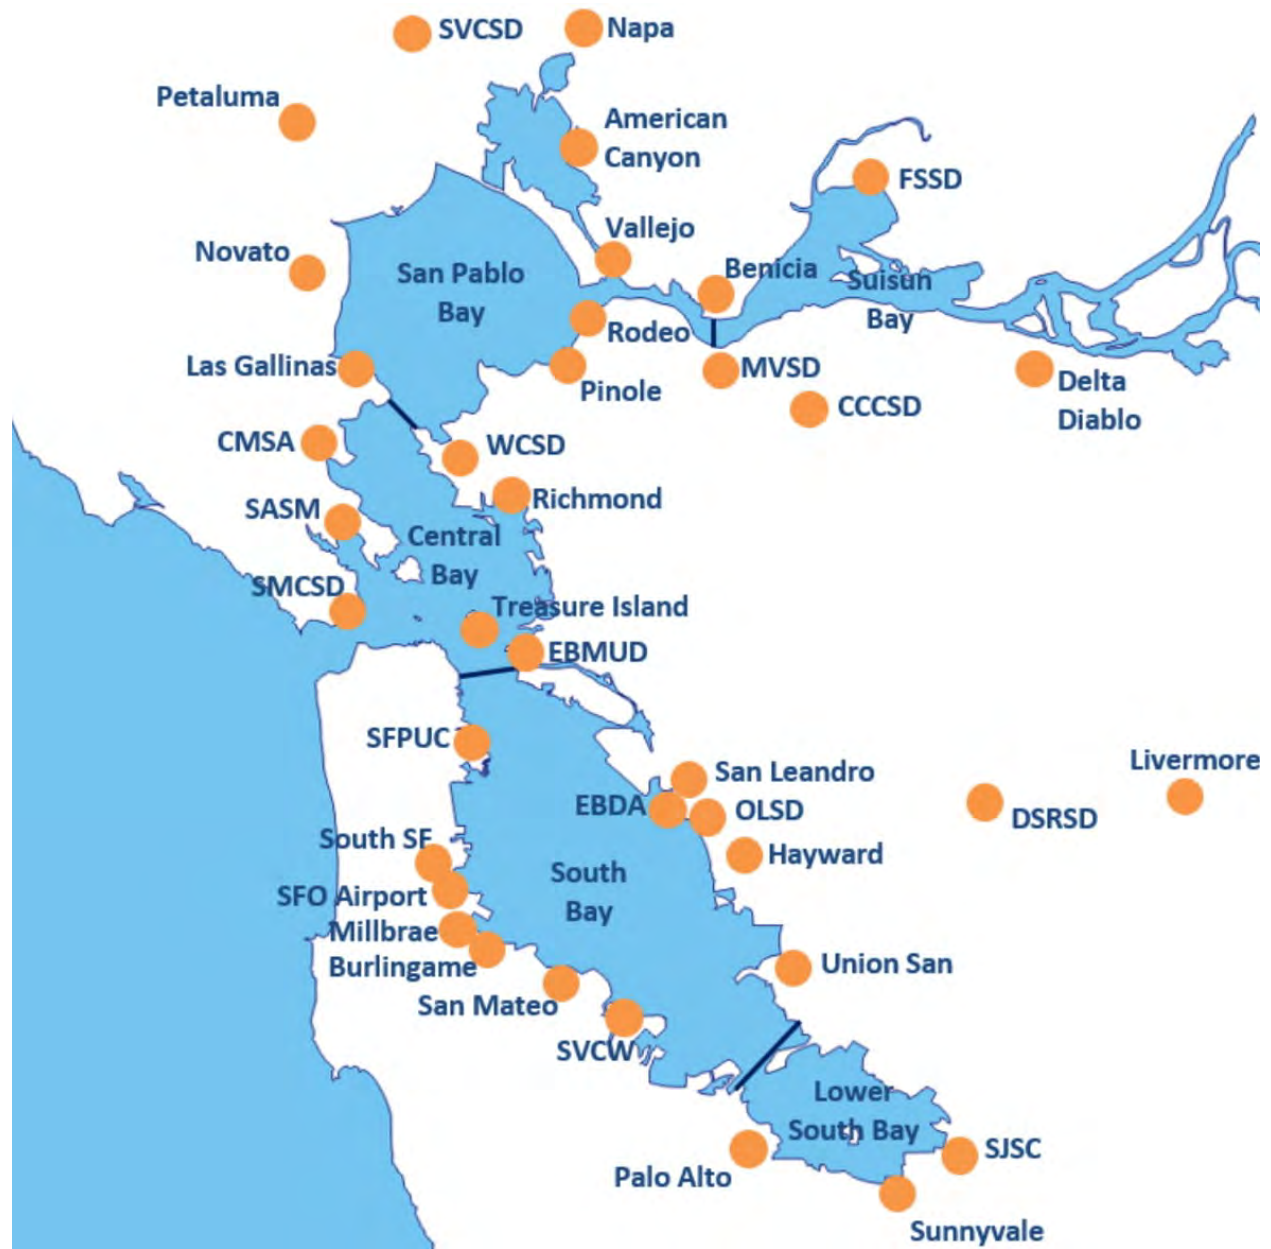 SVCSD
Napa
Petaluma
American
Canyon
FSSD
Vallejo
Novato
San Pablo
Bay
Benicia
Suisun
Bay
Rodeo
Las Gallinas
Pinole
MVSD
Delta
Diablo
CCCSD
CMSA
WCSD
Richmond
SASM
Central
Bay
SMCSD
Treasure Island
EBMUD
SFPUC
San Leandro
Livermore
EBDA
OLSD
DSRSD
South SF
Hayward
South
Bay
SFO Airport
Millbrae
Burlingame
Union San
San Mateo
SVCW
Lower
South Bay
Palo Alto
SJSC
Sunnyvale